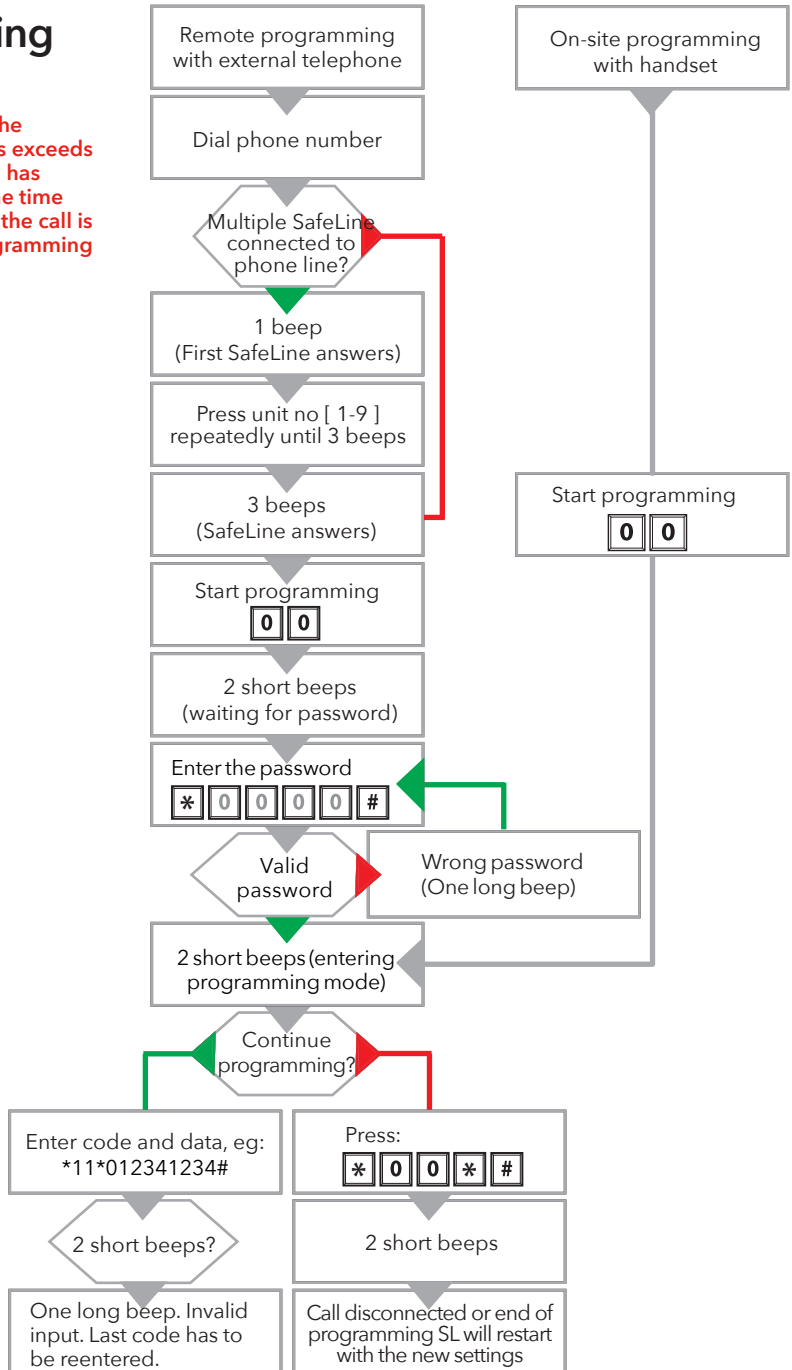 ing
he
s exceeds
has
e time
the call is
gramming
Remote programming
with external telephone
Dial phone number
Multiple SafeLine
connected to
phone line?
1 beep
(First SafeLine answers)
Press unit no [ 1-9 ]
repeatedly until 3 beeps
3 beeps
(SafeLine answers)
Start programming
0 0
2 short beeps
(waiting for password)
Enter the password
* 0 0 0 0 #
Valid
password
Wrong password
(One long beep)
On-site programming
with handset
Start programming
0 0
2 short beeps (entering
programming mode)
Continue
programming?
Enter code and data, eg:
*11*012341234#
2 short beeps?
One long beep. Invalid
input. Last code has to
be reentered.
Press:
* 0 0 * #
2 short beeps
Call disconnected or end of
programming SL will restart
with the new settings